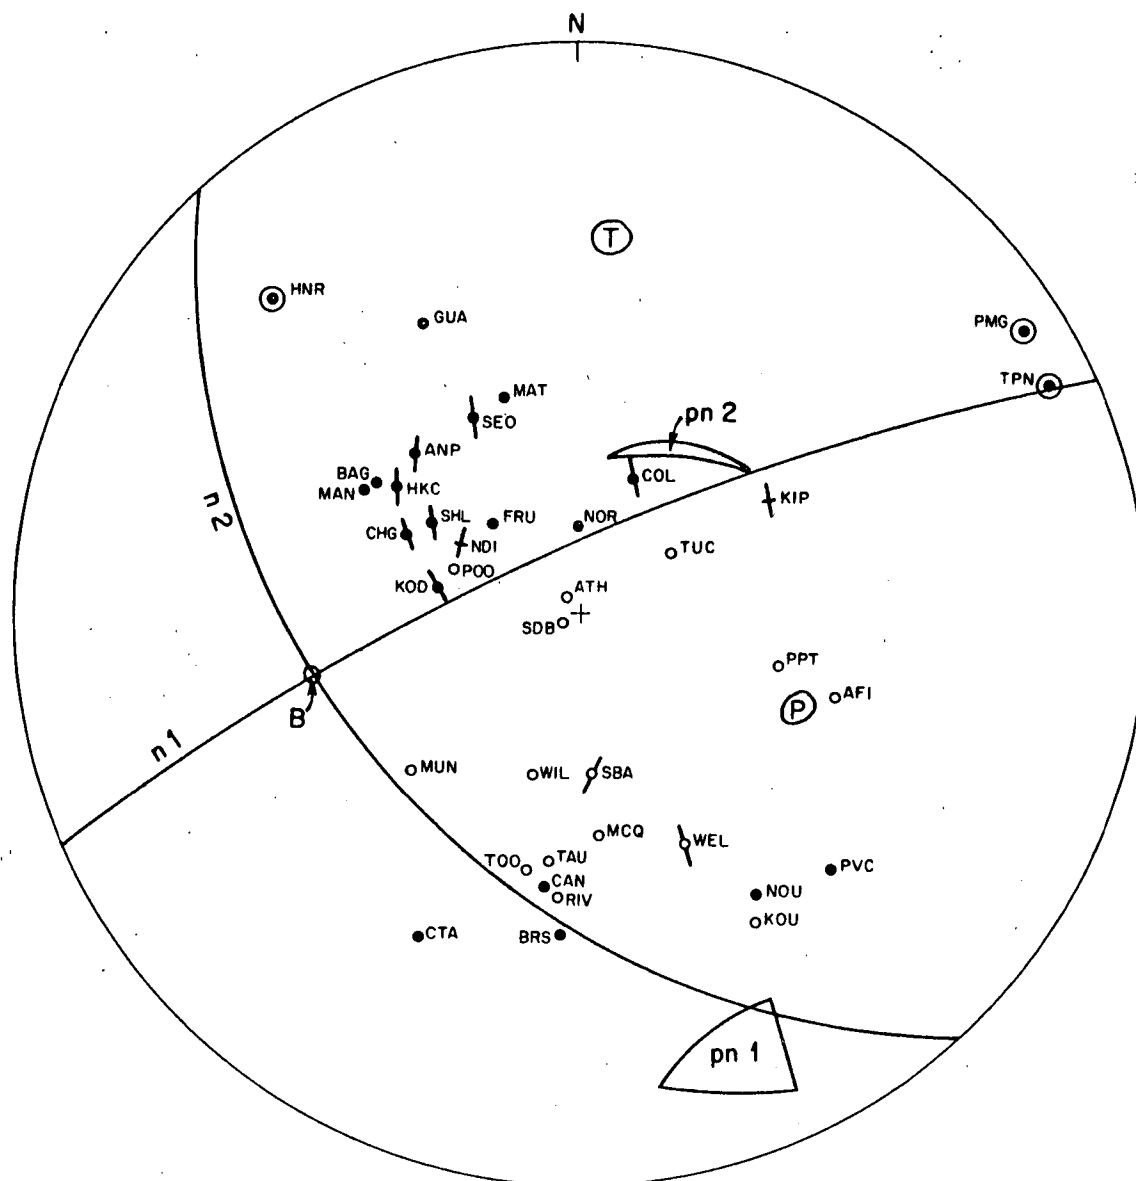 N
T
HNR
GUA
PMG
TPN
MAT
SEO
pn 2
ANP
BAG
MAN
HKC
COL
KIP
n 2
SHL
FRU
NOR
CHG
NDI
TUC
POO
KOD
ATH
SDB
PPT
AFI
P
B
n 1
MUN
WIL
SBA
MCQ
WEL
TOO
TAU
CAN
RIV
PVC
NOU
KOU
CTA
BRS
pn 1